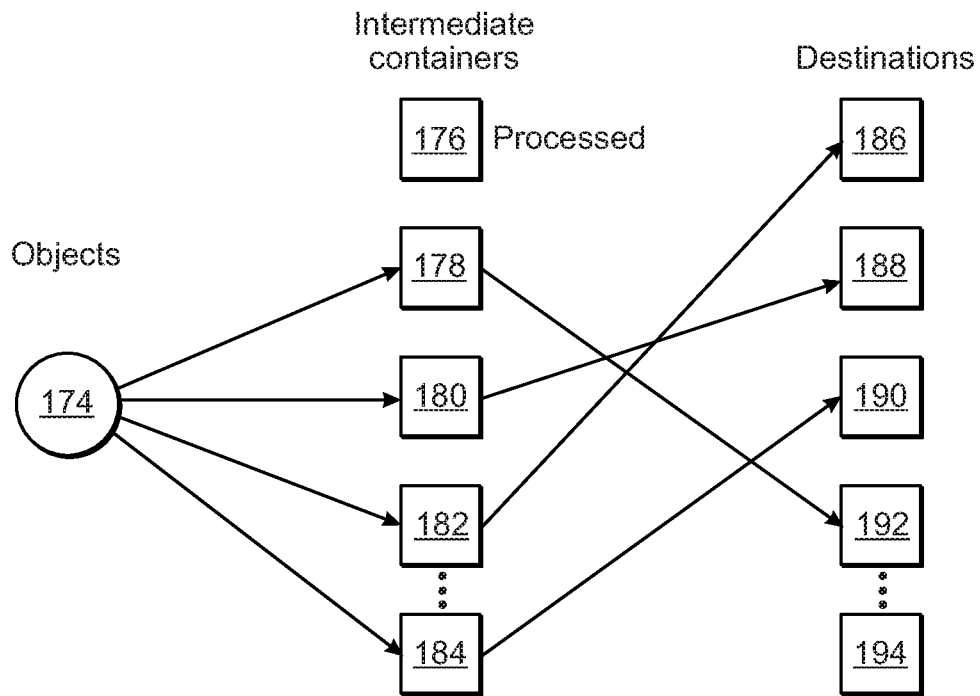 Intermediate
containers
Destinations
176 Processed
186
Objects
178
188
174
180
190
182
192
184
194